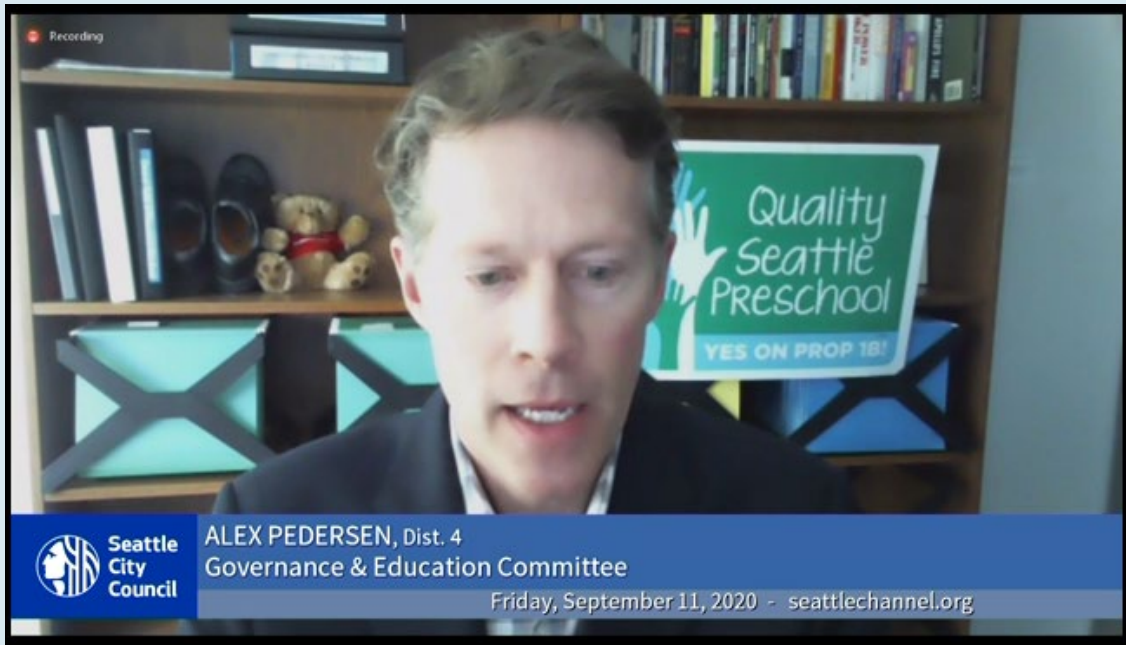 Recording
Quality
Seattle
Preschool
YES ON PROP 1B!
Seattle
City
Council
ALEX PEDERSEN, Dist. 4
Governance & Education Committee
Friday, September 11, 2020 - seattlechannel.org